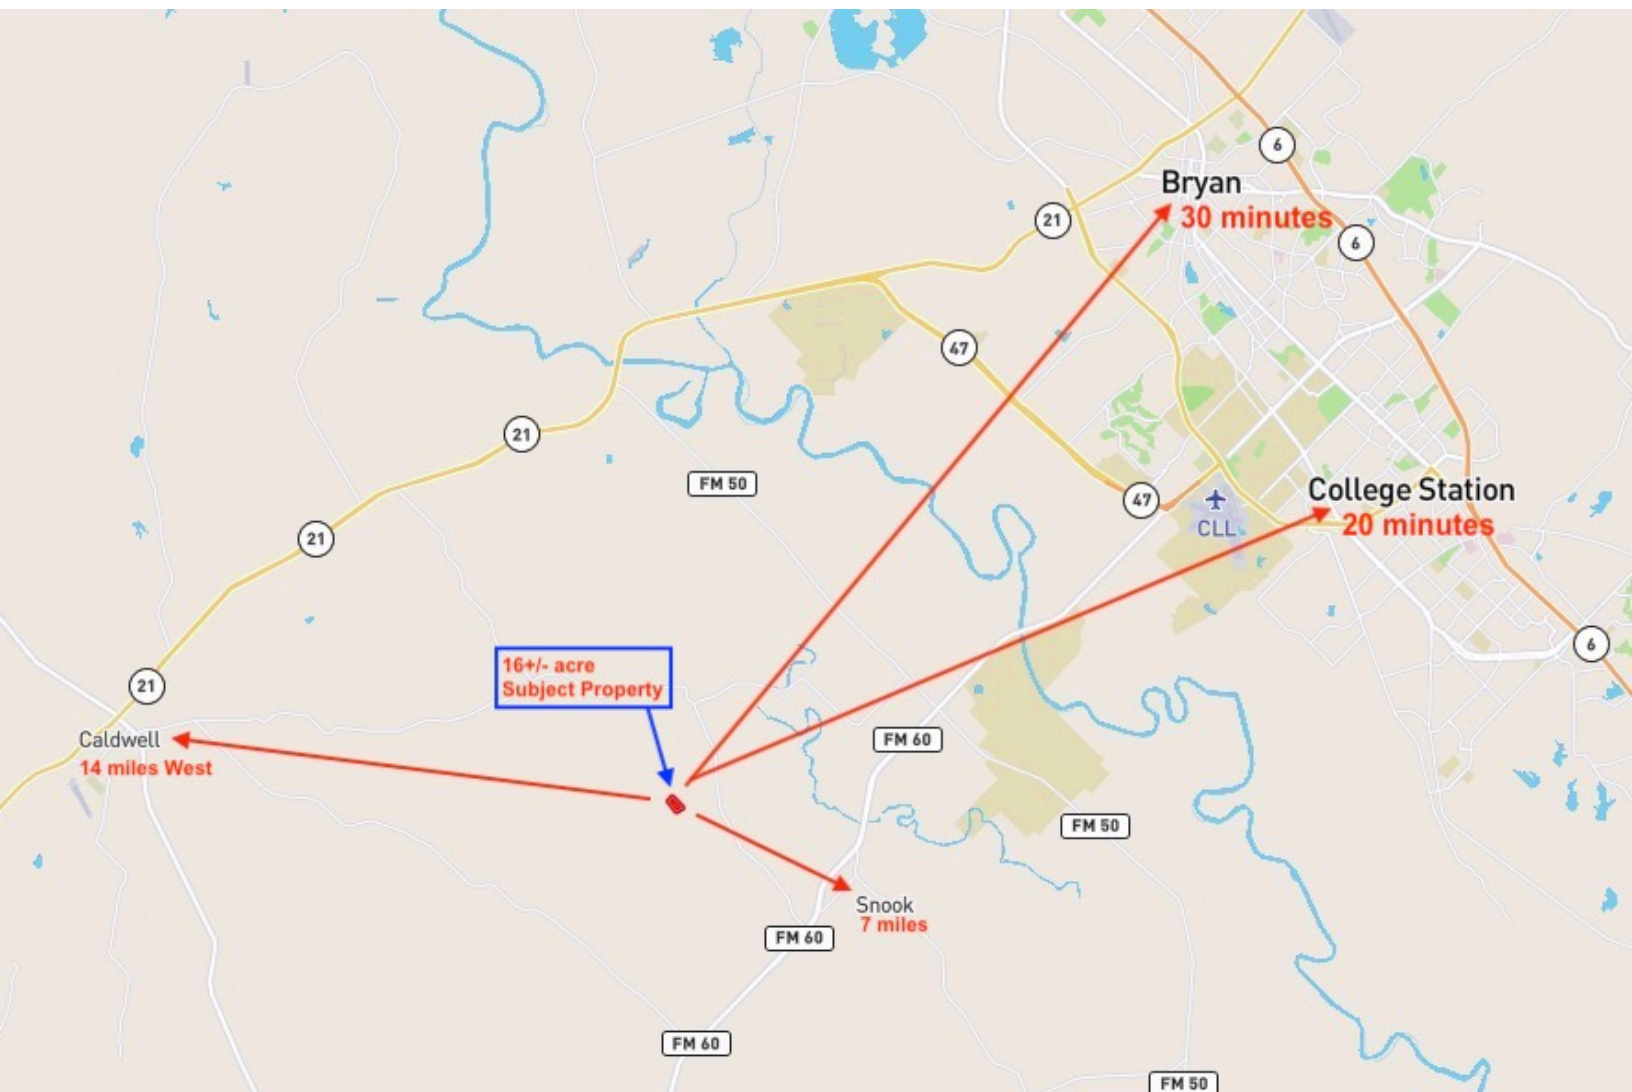 6
Bryan
30 minutes
21
6
47
21
FM 50
College Station
47
20 minutes
CLL
21
6
16+/- acre
Subject Property
21
Caldwell
FM 60
14 miles West
FM 50
Snook
7 miles
FM 60
FM 60
FM 50